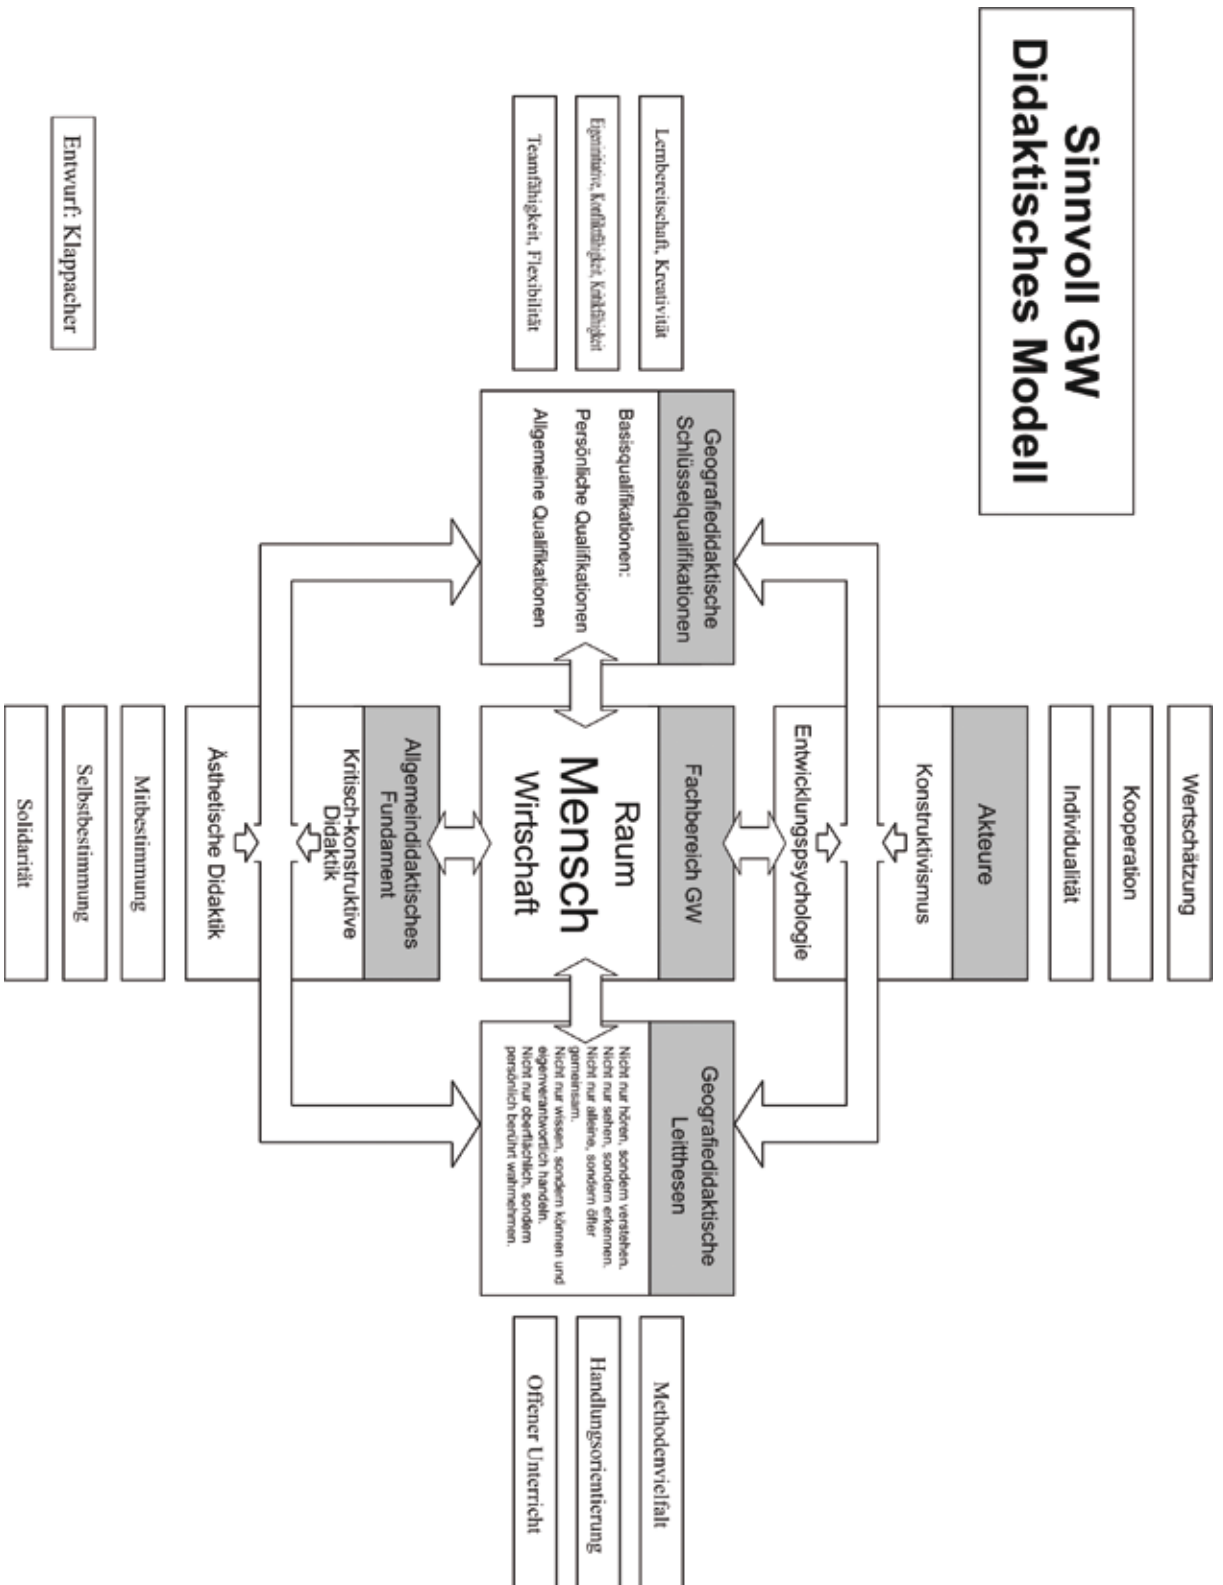 Sinnvoll GW
Didaktisches Modell
Wertschätzung
Kooperation
Individualität
Akteure
Konstruktivismus
Entwicklungspsychologie
Lernbereitschaft, Kreativität
Eigeninitiative, Konfliktfähigkeit, Kritikfähigkeit
Teamfähigkeit, Flexibilität
Geografiedidaktische
Schlüsselqualifikationen
Basisqualifikationen:
Persönliche Qualifikationen
Allgemeine Qualifikationen
Fachbereich GW
Raum
Mensch
Wirtschaft
Geografiedidaktische
Leitthesen
Nicht nur hören, sondern verstehen.
Nicht nur sehen, sondern erkennen.
Nicht nur alleine, sondern öfter
gemeinsam.
Nicht nur wissen, sondern können und
eigenverantwortlich handeln.
Nicht nur oberflächlich, sondern
persönlich berührt wahrnehmen.
Methodenvielfalt
Handlungsorientierung
Offener Unterricht
Allgemeindidaktisches
Fundament
Kritisch-konstruktive
Didaktik
Ästhetische Didaktik
Mitbestimmung
Selbstbestimmung
Solidarität
Entwurf: Klappacher